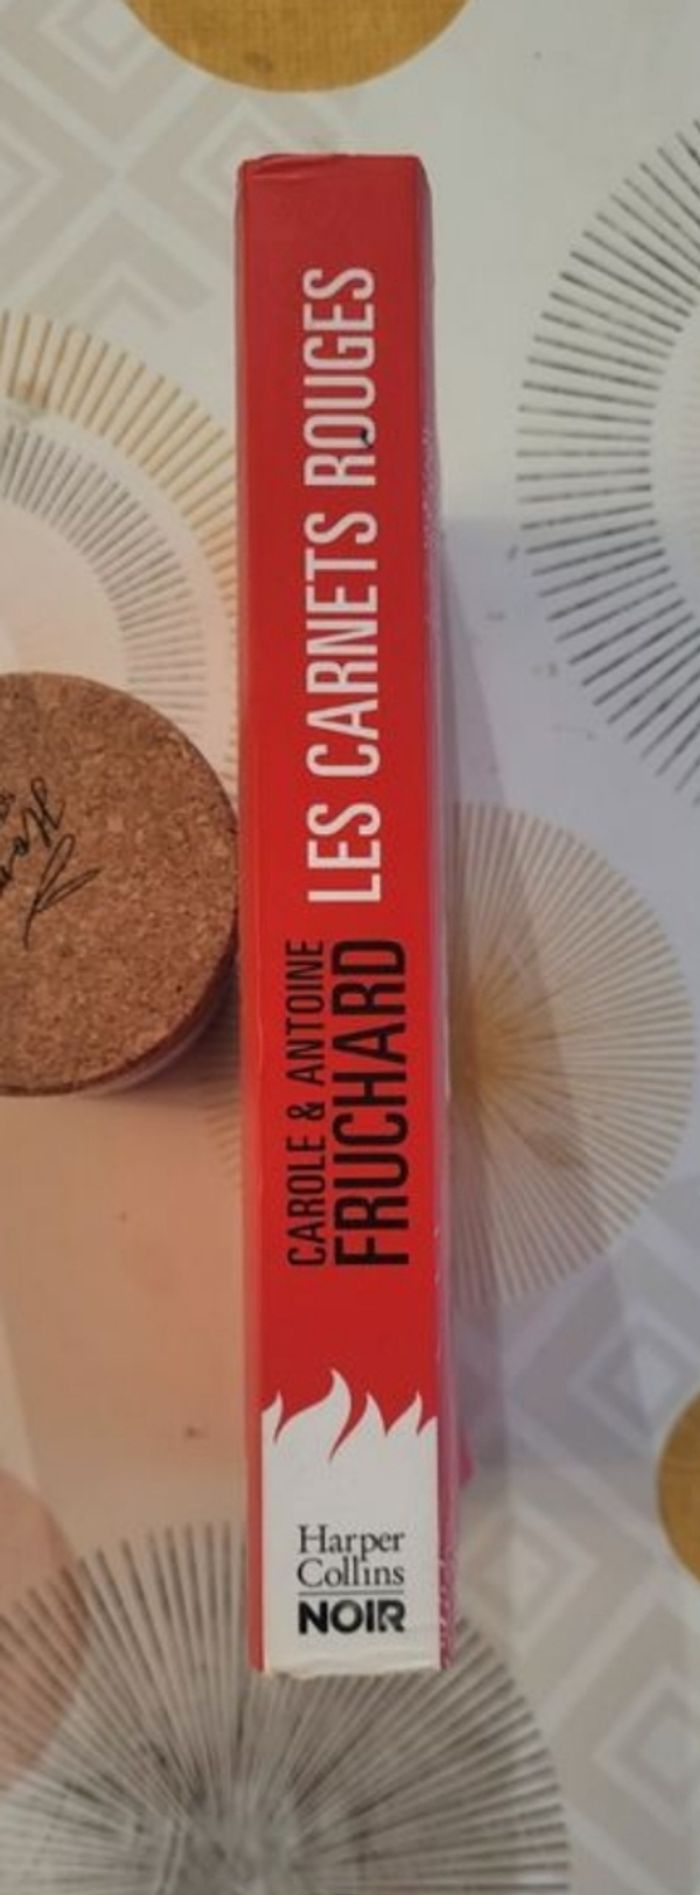 LES CARNETS ROUGES
CAROLE & ANTOINE
FRUCHARD
Harper
Collins
NOIR